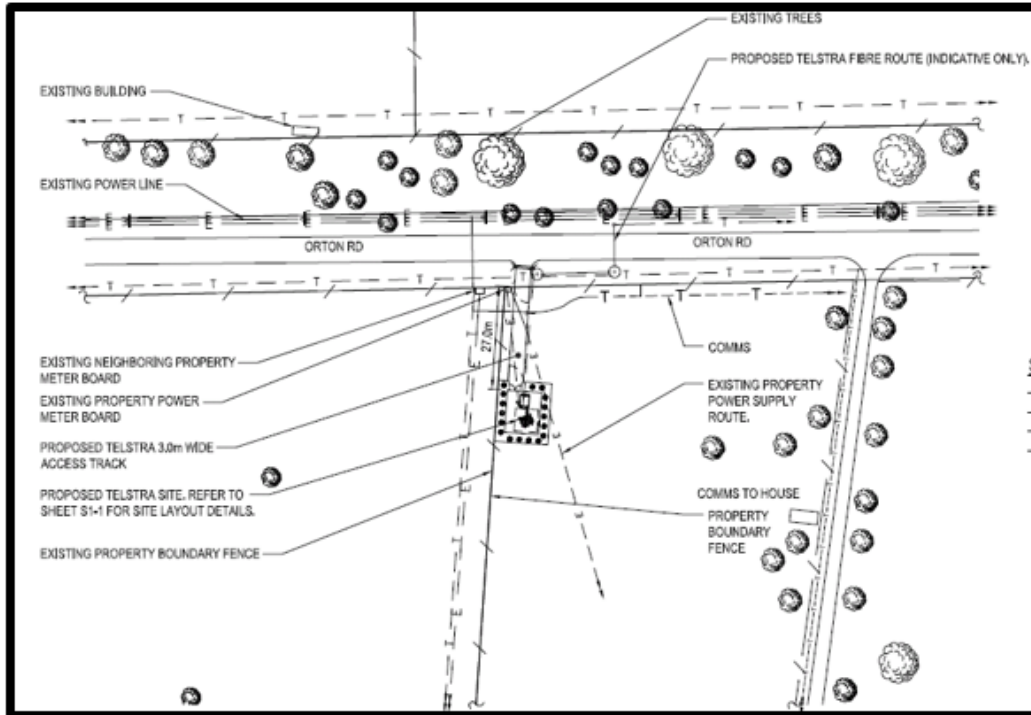 EXISTING TREES
PROPOSED TELSTRA FIBRE ROUTE (INDICATIVE ONLY).
EXISTING BUILDING
EXISTING POWER LINE
ORTON RD
ORTON RD
27.0m
EXISTING NEIGHBORING PROPERTY
METER BOARD
EXISTING PROPERTY POWER
METER BOARD
PROPOSED TELSTRA 3.0m WIDE
ACCESS TRACK
PROPOSED TELSTRA SITE. REFER TO
SHEET S1-1 FOR SITE LAYOUT DETAILS.
EXISTING PROPERTY BOUNDARY FENCE
COMMS
EXISTING PROPERTY
POWER SUPPLY
ROUTE.
COMMS TO HOUSE
PROPERTY
BOUNDARY
FENCE